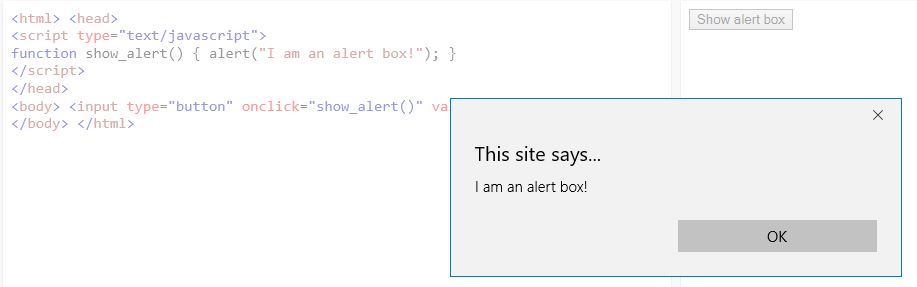 <html> <head>
<script type="text/javascript">
function show_alert() { alert("I am an alert box!"); }
</script>
</head>
<body> <input type="button" onclick="show_alert()" va
</body> </html>
Show alert box
This site says...
I am an alert box!
OK